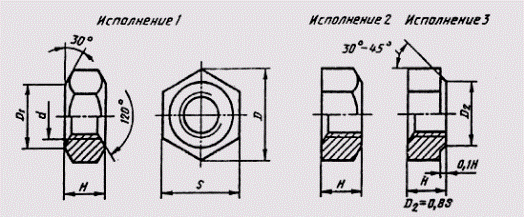 Исполнение 1
Исполнение 2
Исполнение 3
30°
30°-45°
D₁
d
120°
D
D₂
0,1H
H
S
H
H
D₂=0,8S